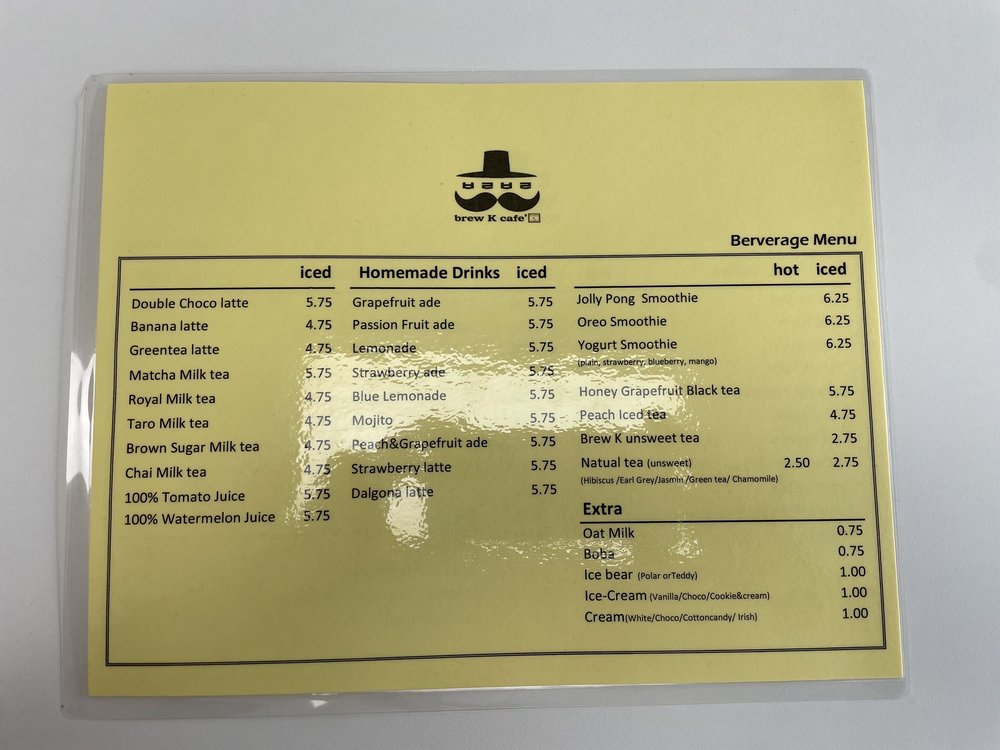 브루브루
brew K cafe'
Berverage Menu
iced
Double Choco latte 5.75
Banana latte 4.75
Greentea latte 4.75
Matcha Milk tea 5.75
Royal Milk tea 4.75
Taro Milk tea 4.75
Brown Sugar Milk tea 4.75
Chai Milk tea 4.75
100% Tomato Juice 5.75
100% Watermelon Juice 5.75
Homemade Drinks iced
Grapefruit ade 5.75
Passion Fruit ade 5.75
Lemonade 5.75
Strawberry ade 5.75
Blue Lemonade 5.75
Mojito 5.75
Peach&Grapefruit ade 5.75
Strawberry latte 5.75
Dalgona latte 5.75
hot iced
Jolly Pong Smoothie 6.25
Oreo Smoothie 6.25
Yogurt Smoothie 6.25
(plain, strawberry, blueberry, mango)
Honey Grapefruit Black tea 5.75
Peach Iced tea 4.75
Brew K unsweet tea 2.75
Natual tea (unsweet) 2.50 2.75
(Hibiscus /Earl Grey/Jasmin /Green tea/ Chamomile)
Extra
Oat Milk 0.75
Boba 0.75
Ice bear (Polar orTeddy) 1.00
Ice-Cream (Vanilla/Choco/Cookie&cream) 1.00
Cream(White/Choco/Cottoncandy/ Irish) 1.00